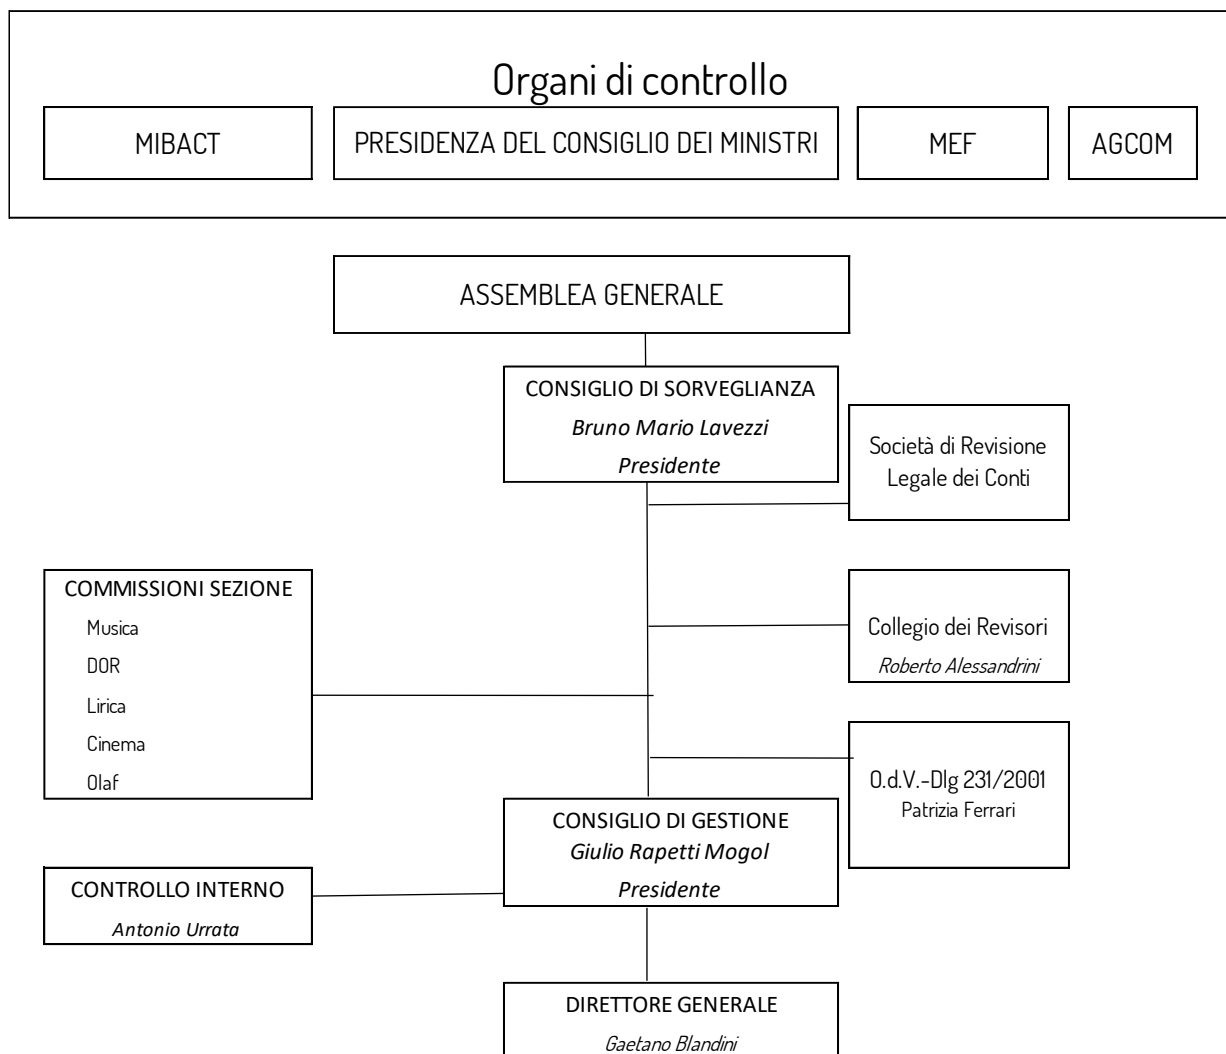 Organi di controllo
MIBACT
PRESIDENZA DEL CONSIGLIO DEI MINISTRI
MEF
AGCOM
ASSEMBLEA GENERALE
CONSIGLIO DI SORVEGLIANZA
Bruno Mario Lavezzi
Presidente
Società di Revisione
Legale dei Conti
COMMISSIONI SEZIONE
Musica
DOR
Lirica
Cinema
Olaf
Collegio dei Revisori
Roberto Alessandrini
O.d.V.-Dlg 231/2001
Patrizia Ferrari
CONSIGLIO DI GESTIONE
Giulio Rapetti Mogol
Presidente
CONTROLLO INTERNO
Antonio Urrata
DIRETTORE GENERALE
Gaetano Blandini